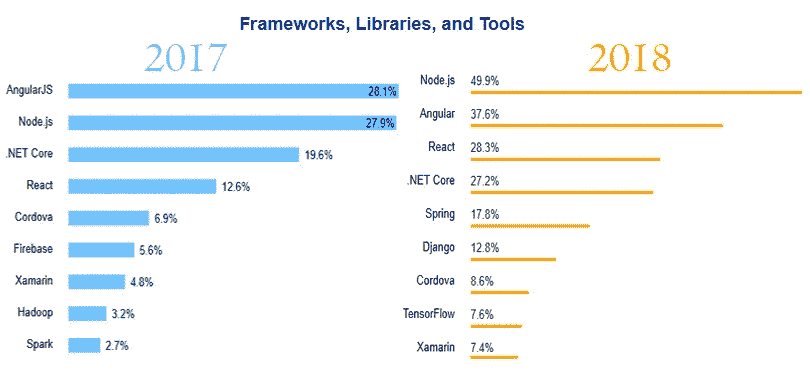 Frameworks, Libraries, and Tools
2017
AngularJS 28.1%
Node.js 27.9%
.NET Core 19.6%
React 12.6%
Cordova 6.9%
Firebase 5.6%
Xamarin 4.8%
Hadoop 3.2%
Spark 2.7%
2018
Node.js 49.9%
Angular 37.6%
React 28.3%
.NET Core 27.2%
Spring 17.8%
Django 12.8%
Cordova 8.6%
TensorFlow 7.6%
Xamarin 7.4%